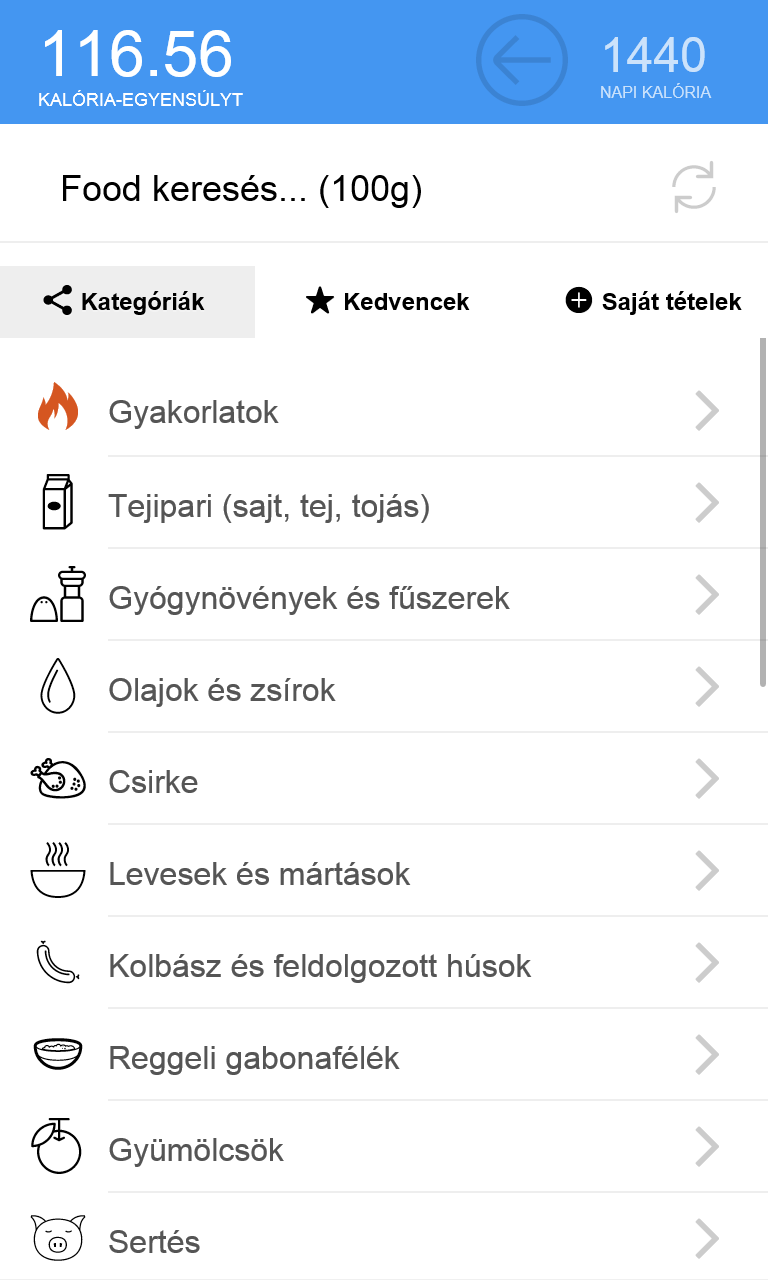 116.56
KALÓRIA-EGYENSÚLYT
1440
NAPI KALÓRIA
Food keresés... (100g)
Kategóriák
Kedvencek
Saját tételek
Gyakorlatok
Tejipari (sajt, tej, tojás)
Gyógynövények és fűszerek
Olajok és zsírok
Csirke
Levesek és mártások
Kolbász és feldolgozott húsok
Reggeli gabonafélék
Gyümölcsök
Sertés